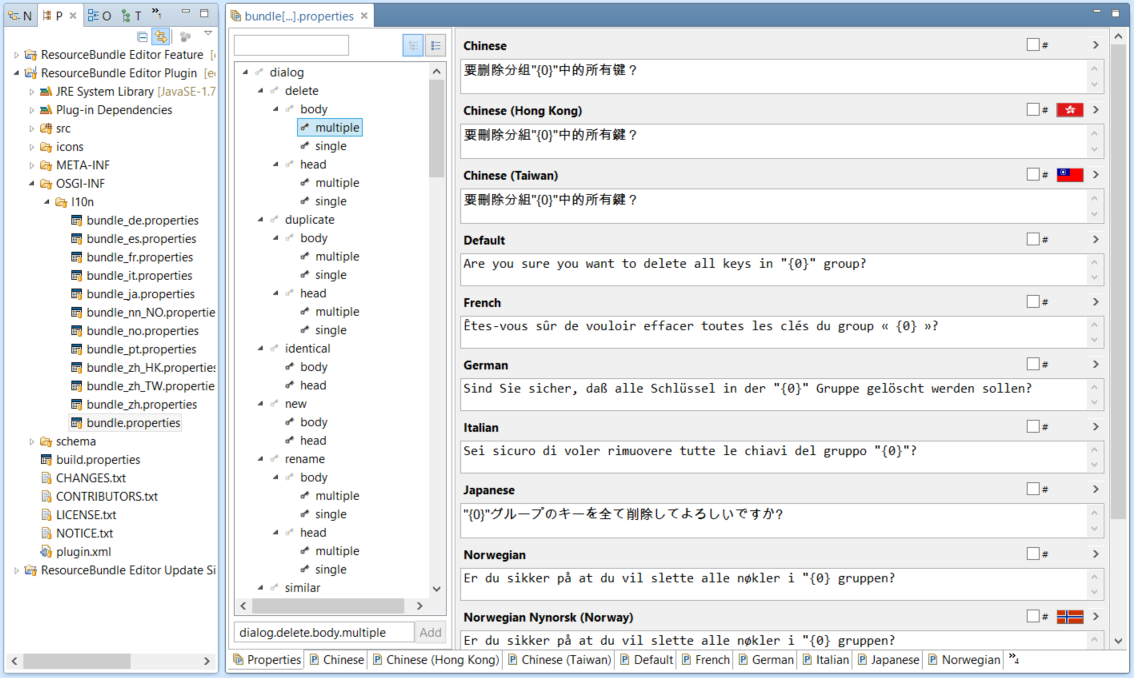 N
P
O
T
1
bundle[...].properties
ResourceBundle Editor Feature
ResourceBundle Editor Plugin
JRE System Library [JavaSE-1.7
Plug-in Dependencies
src
icons
META-INF
OSGI-INF
l10n
bundle_de.properties
bundle_es.properties
bundle_fr.properties
bundle_it.properties
bundle_ja.properties
bundle_nn_NO.propertie
bundle_no.properties
bundle_pt.properties
bundle_zh_HK.properties
bundle_zh_TW.propertie
bundle_zh.properties
bundle.properties
schema
build.properties
CHANGES.txt
CONTRIBUTORS.txt
LICENSE.txt
NOTICE.txt
plugin.xml
ResourceBundle Editor Update Si
dialog
delete
body
multiple
single
head
multiple
single
duplicate
body
multiple
single
head
multiple
single
identical
body
head
new
body
head
rename
body
multiple
single
head
multiple
single
similar
dialog.delete.body.multiple Add
Chinese #
要删除分组"{0}"中的所有键？
Chinese (Hong Kong) #
要刪除分組"{0}"中的所有鍵？
Chinese (Taiwan) #
要刪除分組"{0}"中的所有鍵？
Default #
Are you sure you want to delete all keys in "{0}" group?
French #
Êtes-vous sûr de vouloir effacer toutes les clés du group « {0} »?
German #
Sind Sie sicher, daß alle Schlüssel in der "{0}" Gruppe gelöscht werden sollen?
Italian #
Sei sicuro di voler rimuovere tutte le chiavi del gruppo "{0}"?
Japanese #
"{0}"グループのキーを全て削除してよろしいですか?
Norwegian #
Er du sikker på at du vil slette alle nøkler i "{0} gruppen?
Norwegian Nynorsk (Norway) #
Er du sikker på at du vil slette alle nøkler i "{0} gruppen?
Properties Chinese Chinese (Hong Kong) Chinese (Taiwan) Default French German Italian Japanese Norwegian 4